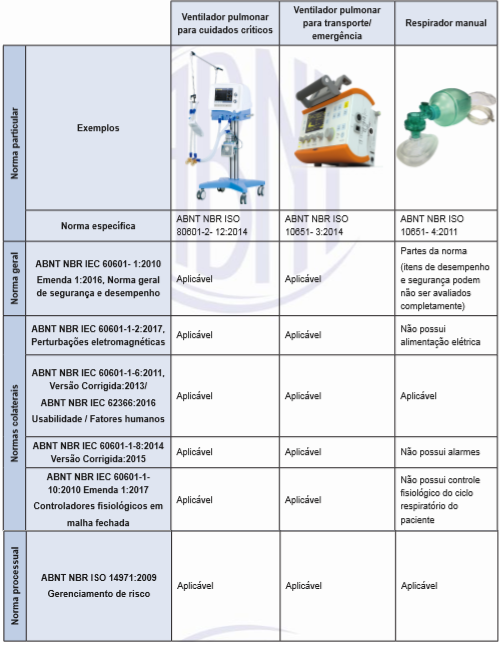 Ventilador pulmonar
para cuidados críticos
Ventilador pulmonar
para transporte/
emergência
Respirador manual
Norma particular
Exemplos
Norma específica
ABNT NBR ISO
80601-2- 12:2014
ABNT NBR ISO
10651- 3:2014
ABNT NBR ISO
10651- 4:2011
Norma geral
ABNT NBR IEC 60601- 1:2010
Emenda 1:2016, Norma geral
de segurança e desempenho
Aplicável
Aplicável
Partes da norma
(itens de desempenho
e segurança podem
não ser avaliados
completamente)
Normas colaterais
ABNT NBR IEC 60601-1-2:2017,
Perturbações eletromagnéticas
Aplicável
Aplicável
Não possui
alimentação elétrica
ABNT NBR IEC 60601-1-6:2011,
Versão Corrigida:2013/
ABNT NBR IEC 62366:2016
Usabilidade / Fatores humanos
Aplicável
Aplicável
Aplicável
ABNT NBR IEC 60601-1-8:2014
Versão Corrigida:2015
Aplicável
Aplicável
Não possui alarmes
ABNT NBR IEC 60601-1-
10:2010 Emenda 1:2017
Controladores fisiológicos em
malha fechada
Aplicável
Aplicável
Não possui controle
fisiológico do ciclo
respiratório do
paciente
Norma processual
ABNT NBR ISO 14971:2009
Gerenciamento de risco
Aplicável
Aplicável
Aplicável
ABNT